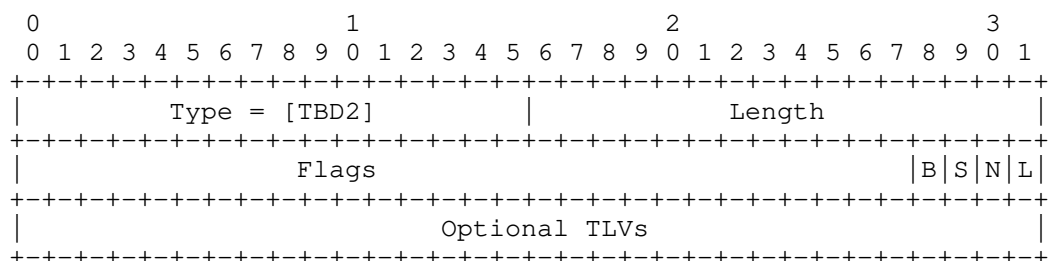 0                   1                   2                   3
 0 1 2 3 4 5 6 7 8 9 0 1 2 3 4 5 6 7 8 9 0 1 2 3 4 5 6 7 8 9 0 1
+-+-+-+-+-+-+-+-+-+-+-+-+-+-+-+-+-+-+-+-+-+-+-+-+-+-+-+-+-+-+-+-+
|         Type = [TBD2]         |            Length             |
+-+-+-+-+-+-+-+-+-+-+-+-+-+-+-+-+-+-+-+-+-+-+-+-+-+-+-+-+-+-+-+-+
|                 Flags                                 |B|S|N|L|
+-+-+-+-+-+-+-+-+-+-+-+-+-+-+-+-+-+-+-+-+-+-+-+-+-+-+-+-+-+-+-+-+
|                          Optional TLVs                        |
+-+-+-+-+-+-+-+-+-+-+-+-+-+-+-+-+-+-+-+-+-+-+-+-+-+-+-+-+-+-+-+-+